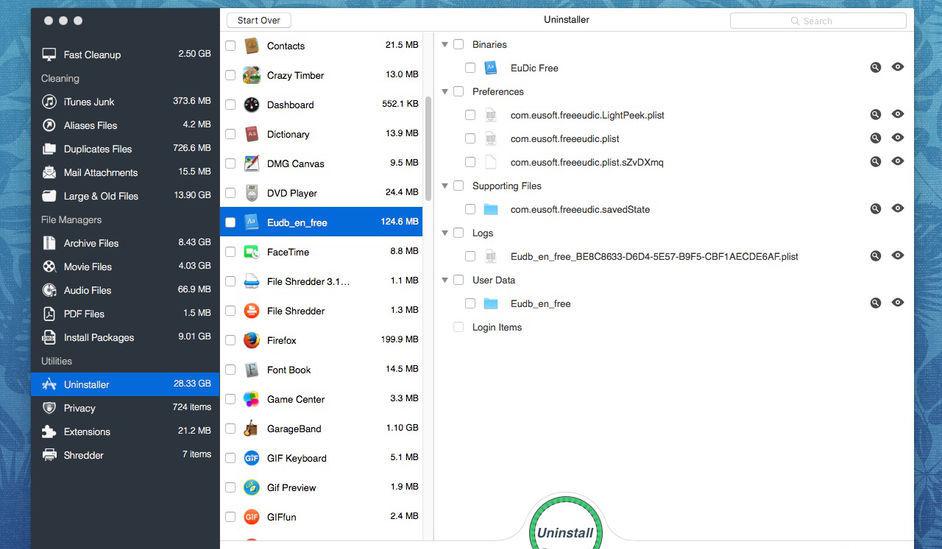 Start Over
Uninstaller
Search
Fast Cleanup 2.50 GB
Cleaning
iTunes Junk 373.6 MB
Aliases Files 4.2 MB
Duplicates Files 726.6 MB
Mail Attachments 15.5 MB
Large & Old Files 13.90 GB
File Managers
Archive Files 8.43 GB
Movie Files 4.03 GB
Audio Files 66.9 MB
PDF Files 1.5 MB
Install Packages 9.01 GB
Utilities
Uninstaller 28.33 GB
Privacy 724 items
Extensions 21.2 MB
Shredder 7 items
Contacts 21.5 MB
Crazy Timber 13.0 MB
Dashboard 552.1 KB
Dictionary 13.9 MB
DMG Canvas 9.5 MB
DVD Player 24.4 MB
Eudb_en_free 124.6 MB
FaceTime 8.8 MB
File Shredder 3.1... 1.1 MB
File Shredder 1.3 MB
Firefox 199.9 MB
Font Book 14.5 MB
Game Center 3.3 MB
GarageBand 1.10 GB
GIF Keyboard 5.1 MB
Gif Preview 1.9 MB
GIFfun 2.4 MB
Binaries
EuDic Free
Preferences
com.eusoft.freeeudic.LightPeek.plist
com.eusoft.freeeudic.plist
com.eusoft.freeeudic.plist.sZvDXmq
Supporting Files
com.eusoft.freeeudic.savedState
Logs
Eudb_en_free_BE8C8633-D6D4-5E57-B9F5-CBF1AECDE6AF.plist
User Data
Eudb_en_free
Login Items
Uninstall